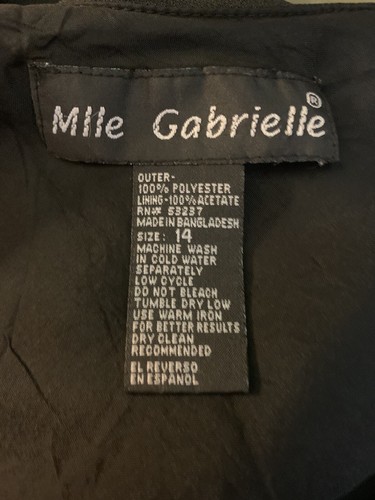 Mlle Gabrielle®
OUTER-
100% POLYESTER
LINING-100% ACETATE
RN# 53237
MADE IN BANGLADESH
SIZE: 14
MACHINE WASH
IN COLD WATER
SEPARATELY
LOW CYCLE
DO NOT BLEACH
TUMBLE DRY LOW
USE WARM IRON
FOR BETTER RESULTS
DRY CLEAN
RECOMMENDED
EL REVERSO
EN ESPANOL